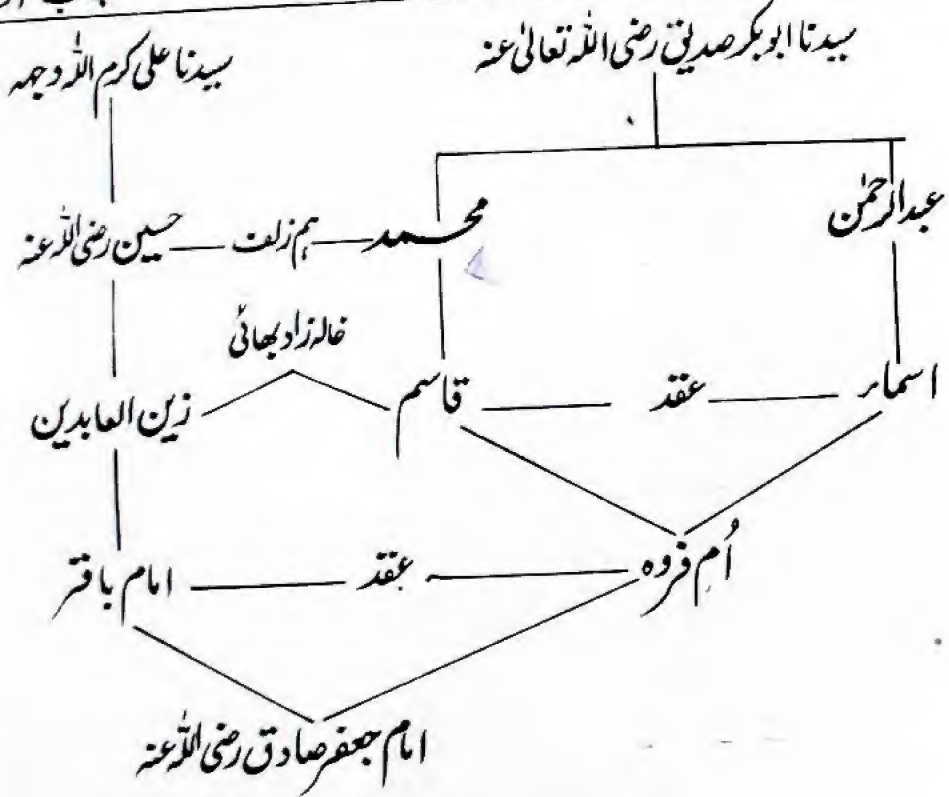 سیدنا ابوبکر صدیق رضی اللہ تعالیٰ عنہ
سیدنا علی کرم اللہ وجہہ
عبدالرحمٰن
محمد
ہم زلف
حسین رضی اللہ عنہ
خالہ زاد بھائی
اسماء
عقد
قاسم
زین العابدین
اُم فروہ
عقد
امام باقر
امام جعفر صادق رضی اللہ عنہ